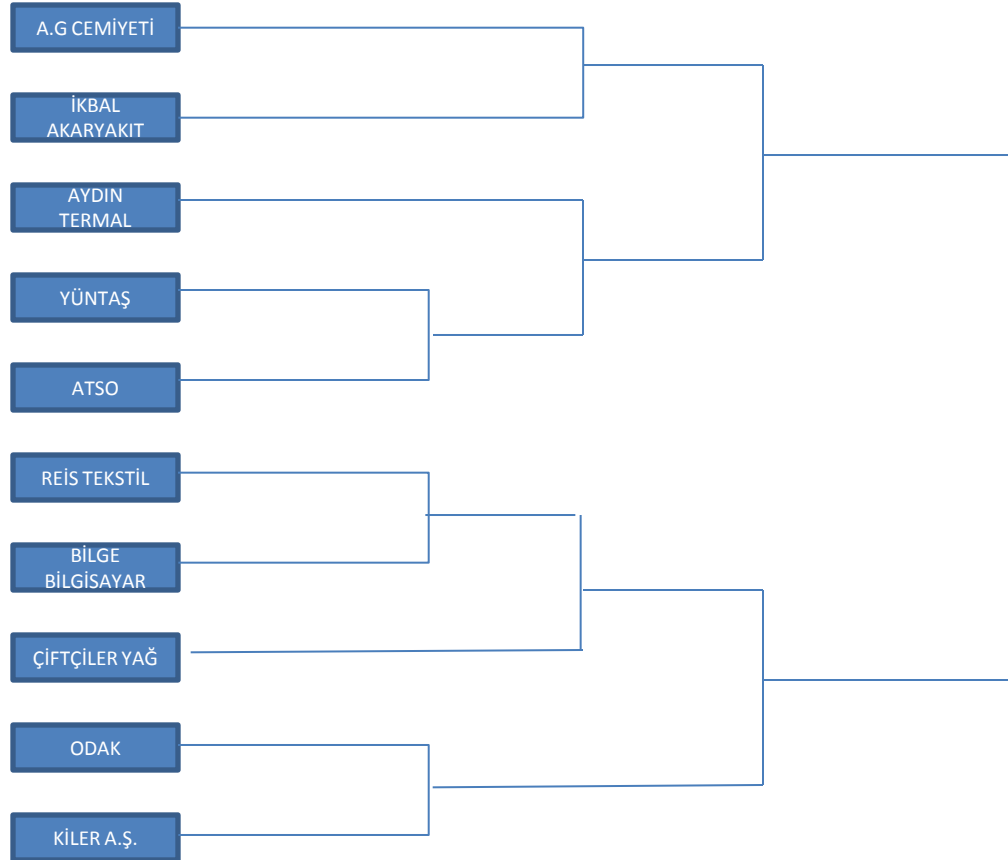 A.G CEMİYETİ
İKBAL
AKARYAKIT
AYDIN
TERMAL
YÜNTAŞ
ATSO
REİS TEKSTİL
BİLGE
BİLGİSAYAR
ÇİFTÇİLER YAĞ
ODAK
KİLER A.Ş.